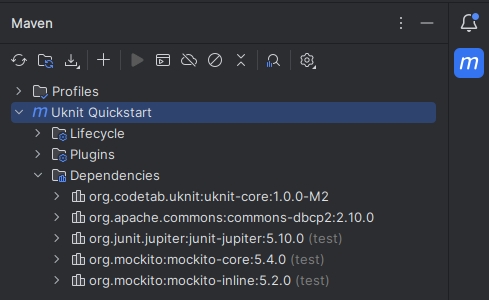 Maven
Profiles
m Uknit Quickstart
Lifecycle
Plugins
Dependencies
org.codetab.uknit:uknit-core:1.0.0-M2
org.apache.commons:commons-dbcp2:2.10.0
org.junit.jupiter:junit-jupiter:5.10.0 (test)
org.mockito:mockito-core:5.4.0 (test)
org.mockito:mockito-inline:5.2.0 (test)
m